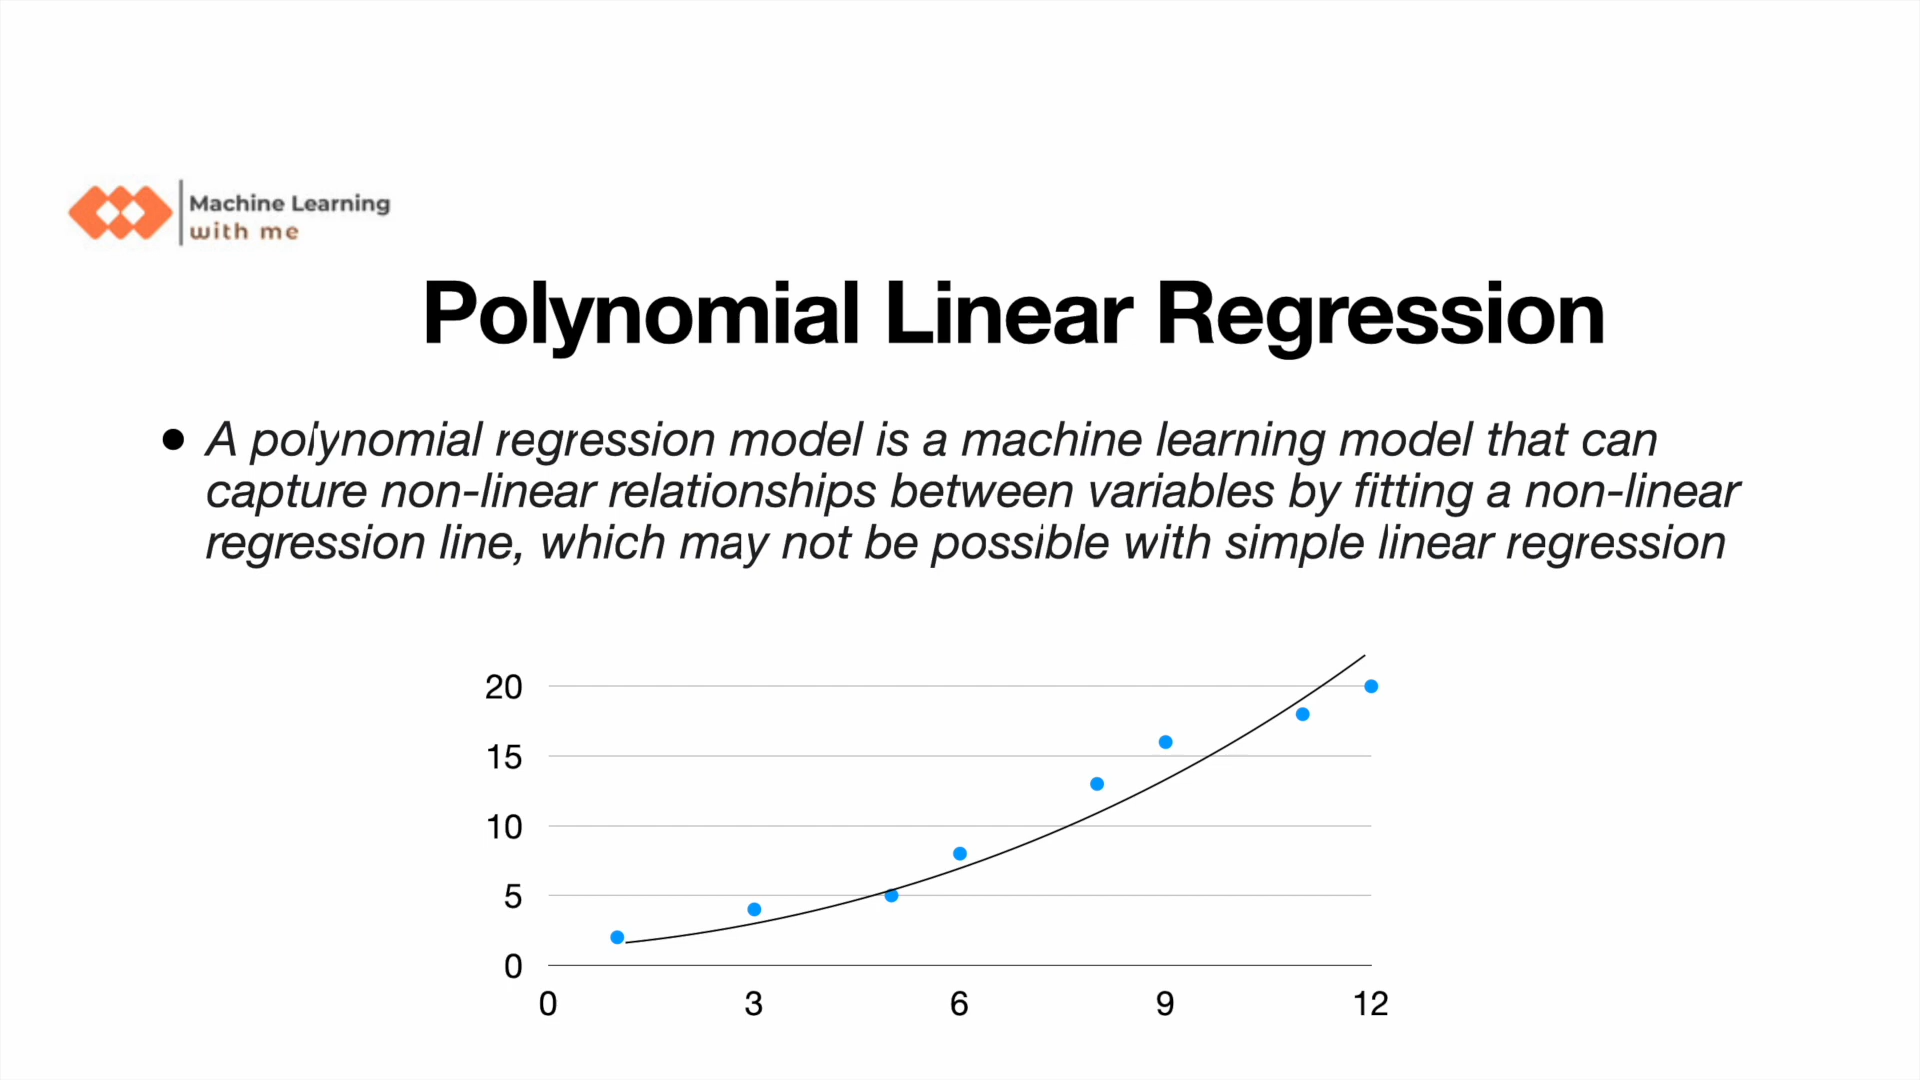 Machine Learning
with me
Polynomial Linear Regression
• A polynomial regression model is a machine learning model that can
capture non-linear relationships between variables by fitting a non-linear
regression line, which may not be possible with simple linear regression
20
15
10
5
0
0 3 6 9 12